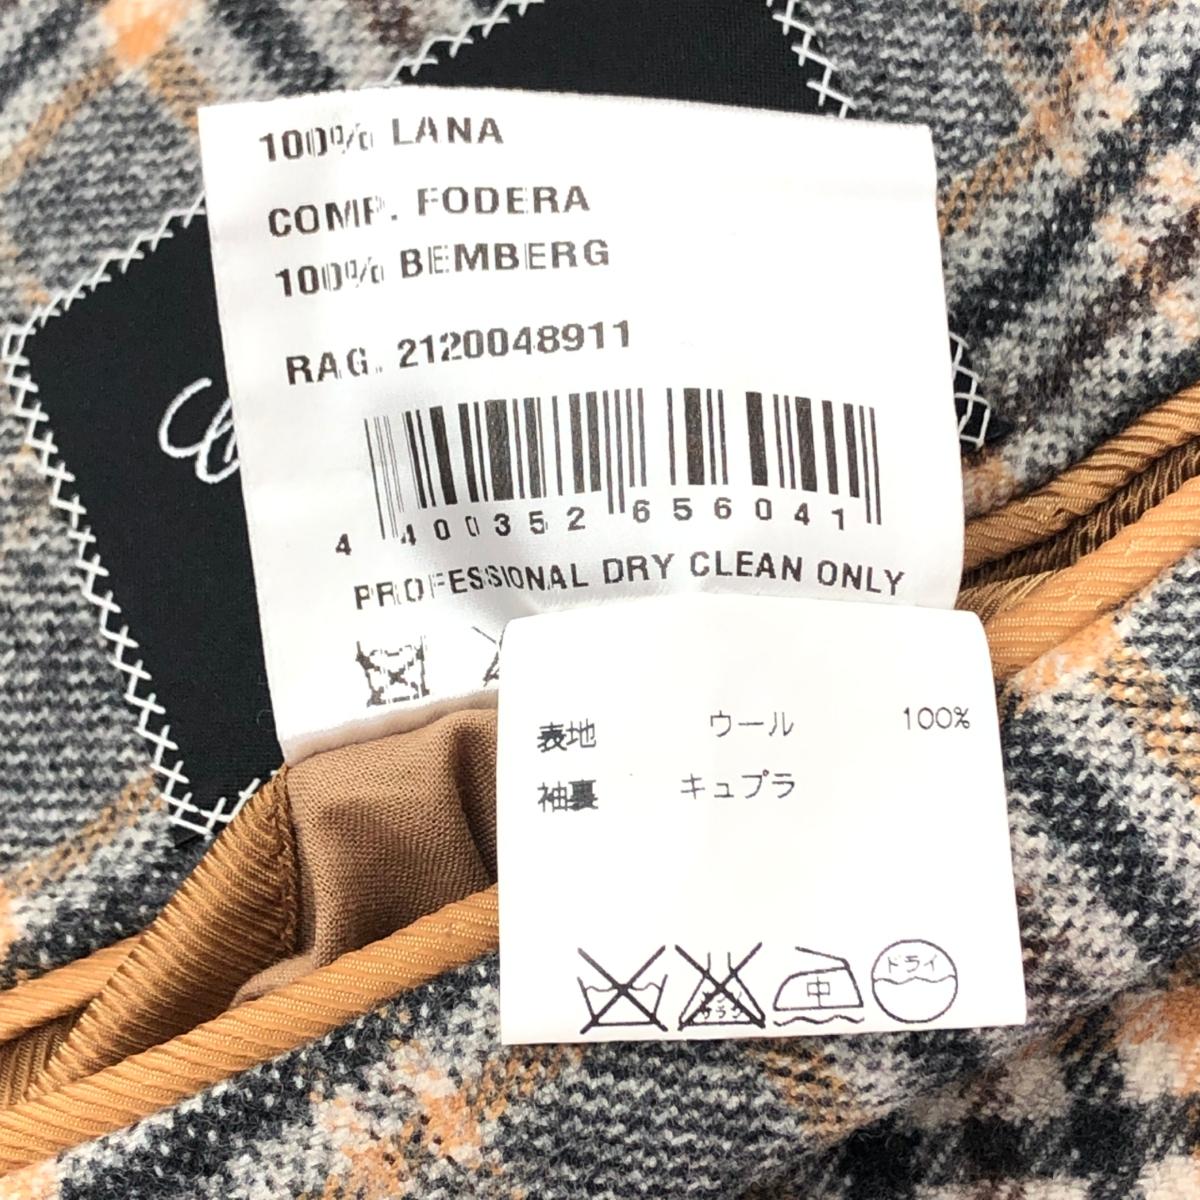 100% LANA
COMP. FODERA
100% BEMBERG
RAG. 2120048911
4 400352 656041
PROFESSIONAL DRY CLEAN ONLY
表地 ウール 100%
袖裏 キュプラ
中 ドライ